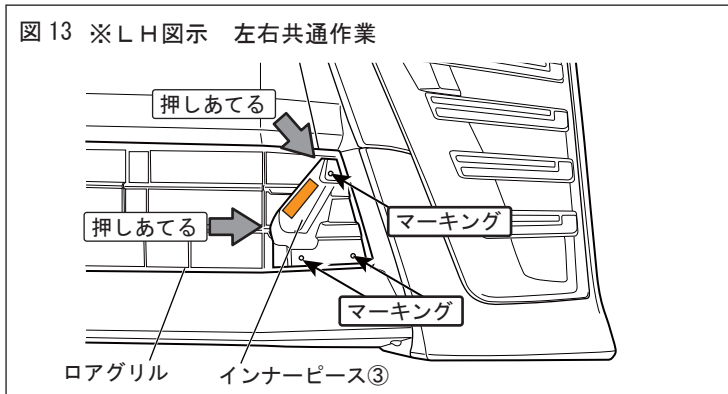 図 13 ※ＬＨ図示　左右共通作業
押しあてる
マーキング
押しあてる
マーキング
ロアグリル
インナーピース③